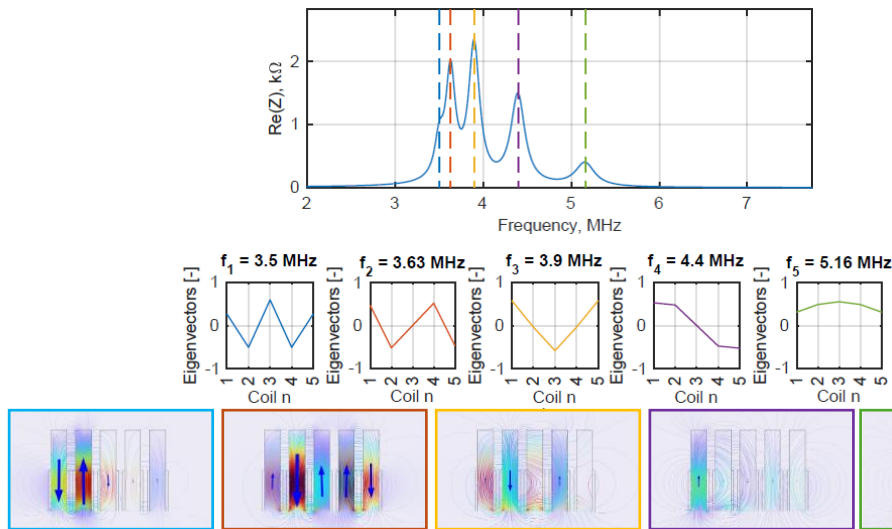 Re(Z), kΩ
2
1
0
2
3
4
5
6
7
Frequency, MHz
f1 = 3.5 MHz
f2 = 3.63 MHz
f3 = 3.9 MHz
f4 = 4.4 MHz
f5 = 5.16 MHz
Eigenvectors [-]
1
0
-1
1 2 3 4 5
Coil n
Eigenvectors [-]
1
0
-1
1 2 3 4 5
Coil n
Eigenvectors [-]
1
0
-1
1 2 3 4 5
Coil n
Eigenvectors [-]
1
0
-1
1 2 3 4 5
Coil n
Eigenvectors [-]
1
0
-1
1 2 3 4 5
Coil n